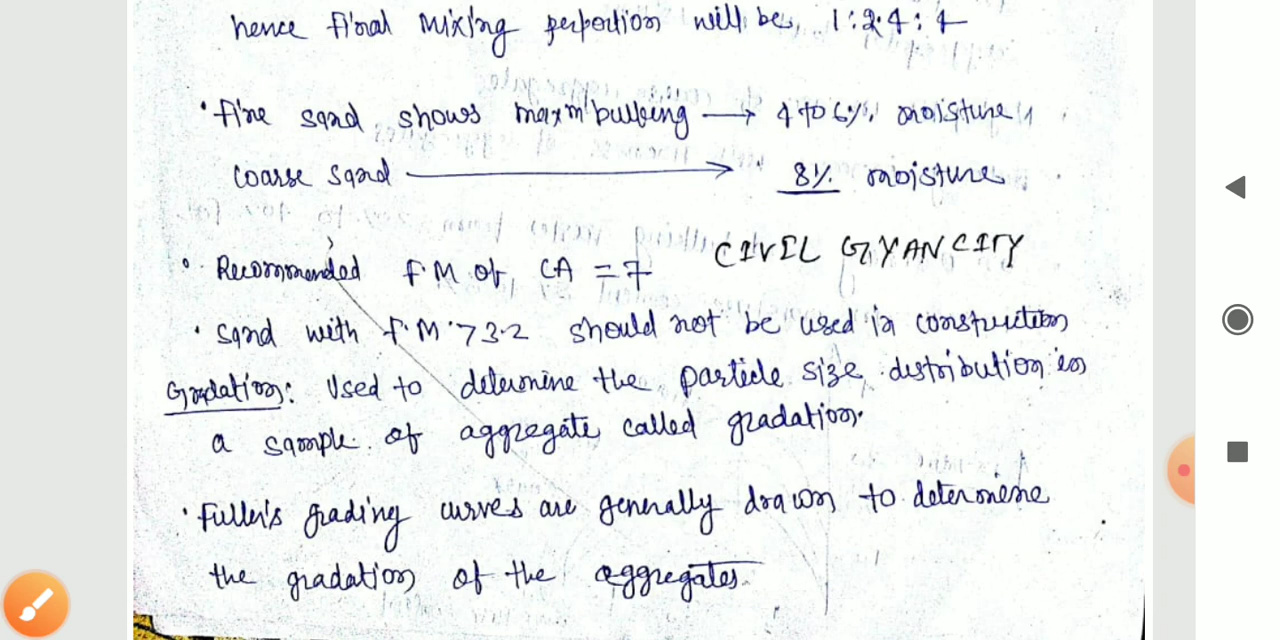 hence final mixing perportion will be, 1:2.4:4
• fine sand shows maxm bulking → 4 to 6% moisture
coarse sand → 8% moisture
• Recommended F.M of CA = 7 CIVIL GYANCITY
• Sand with F.M > 3.2 should not be used in construction
Gradation: Used to determine the particle size distribution in
a sample of aggregate called gradation.
• Fuller's grading curves are generally drawn to determine
the gradation of the aggregates.